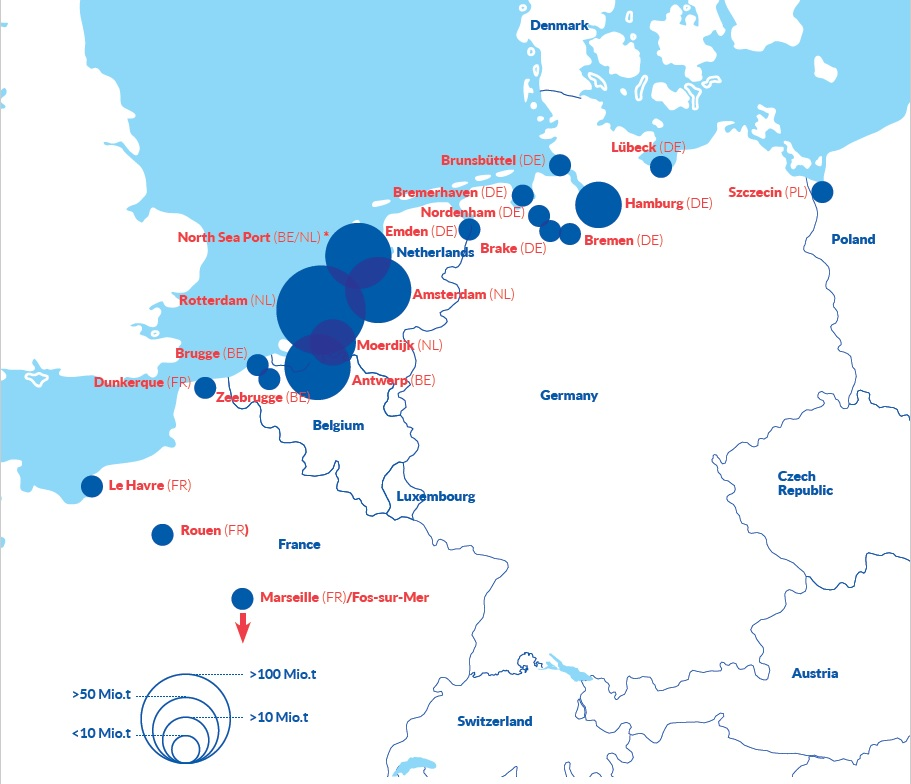 Denmark
Lübeck (DE)
Brunsbüttel (DE)
Bremerhaven (DE)
Szczecin (PL)
Hamburg (DE)
Nordenham (DE)
Emden (DE)
North Sea Port (BE/NL) *
Brake (DE)
Bremen (DE)
Poland
Netherlands
Amsterdam (NL)
Rotterdam (NL)
Moerdijk (NL)
Brugge (BE)
Dunkerque (FR)
Antwerp (BE)
Zeebrugge (BE)
Germany
Belgium
Czech
Republic
Le Havre (FR)
Luxembourg
Rouen (FR)
France
Marseille (FR)/Fos-sur-Mer
>100 Mio.t
>50 Mio.t
>10 Mio.t
<10 Mio.t
Austria
Switzerland